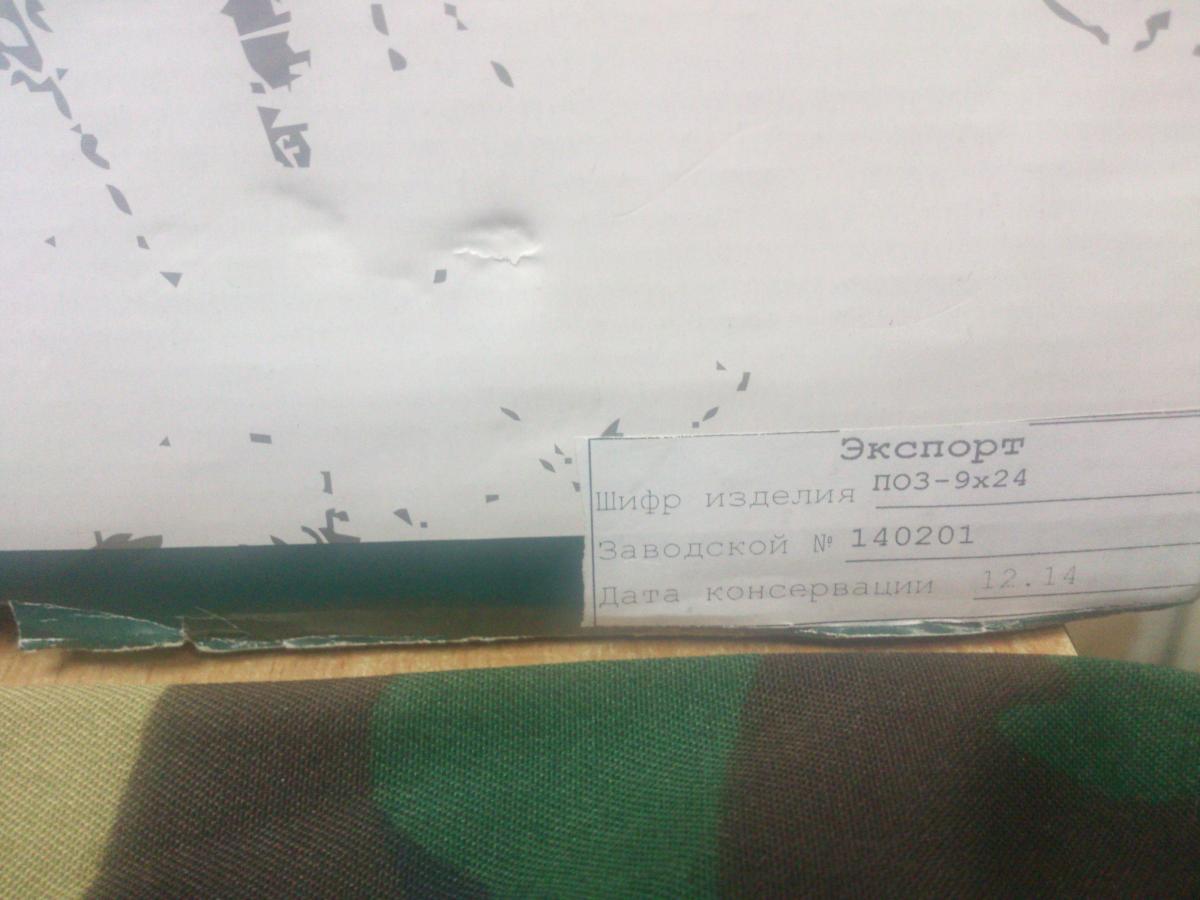 Экспорт
Шифр изделия ПОЗ-9х24
Заводской № 140201
Дата консервации 12.14